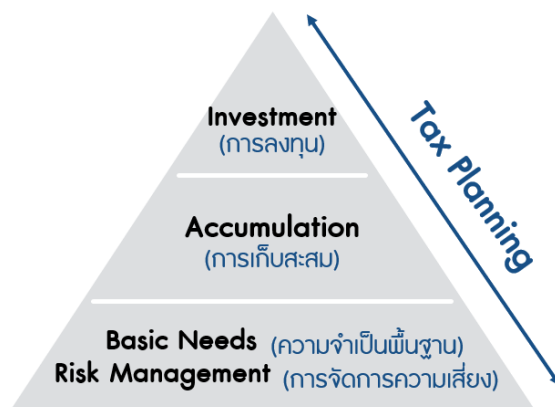 Investment
(การลงทุน)
Tax Planning
Accumulation
(การเก็บสะสม)
Basic Needs (ความจำเป็นพื้นฐาน)
Risk Management (การจัดการความเสี่ยง)